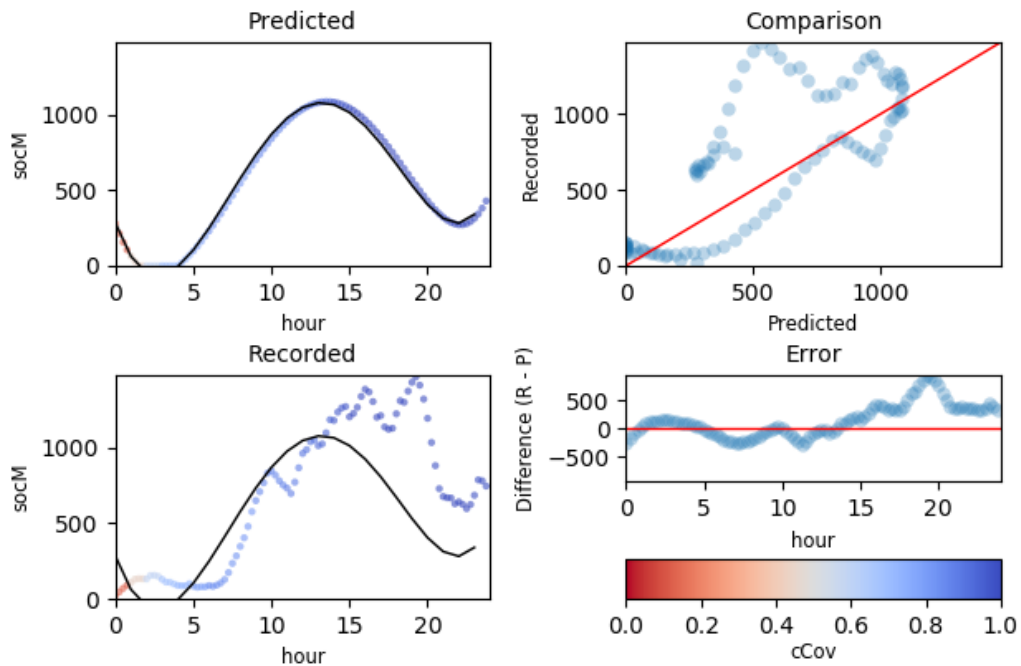 Predicted
socM
1000
500
0
0 5 10 15 20
hour
Comparison
Recorded
1000
500
0
0 500 1000
Predicted
Recorded
socM
1000
500
0
0 5 10 15 20
hour
Error
Difference (R - P)
500
0
−500
0 5 10 15 20
hour
0.0 0.2 0.4 0.6 0.8 1.0
cCov